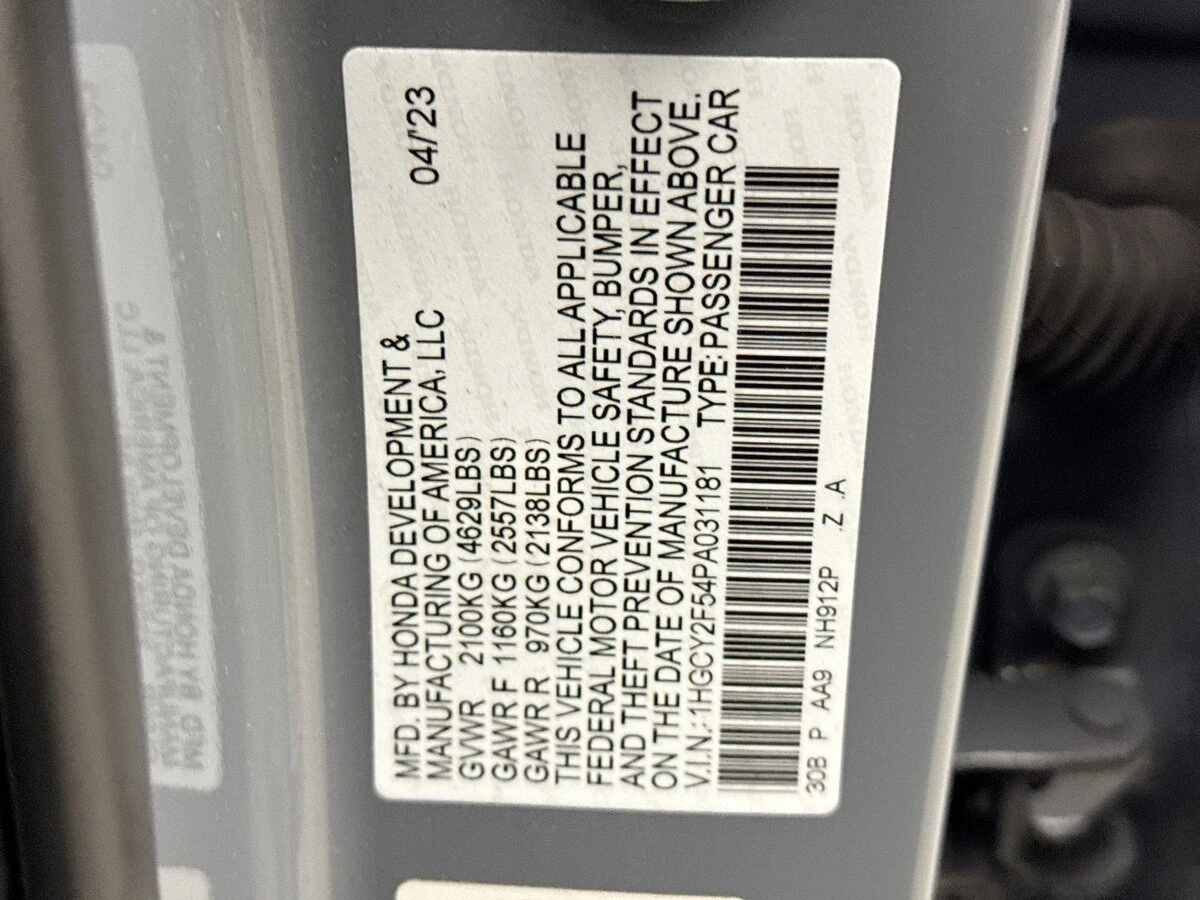 MFD. BY HONDA DEVELOPMENT &
MANUFACTURING OF AMERICA, LLC 04/'23
GVWR 2100KG (4629LBS)
GAWR F 1160KG (2557LBS)
GAWR R 970KG (2138LBS)
THIS VEHICLE CONFORMS TO ALL APPLICABLE
FEDERAL MOTOR VEHICLE SAFETY, BUMPER,
AND THEFT PREVENTION STANDARDS IN EFFECT
ON THE DATE OF MANUFACTURE SHOWN ABOVE.
V.I.N.: 1HGCY2F54PA031181 TYPE: PASSENGER CAR
30B P AA9 NH912P .Z .A